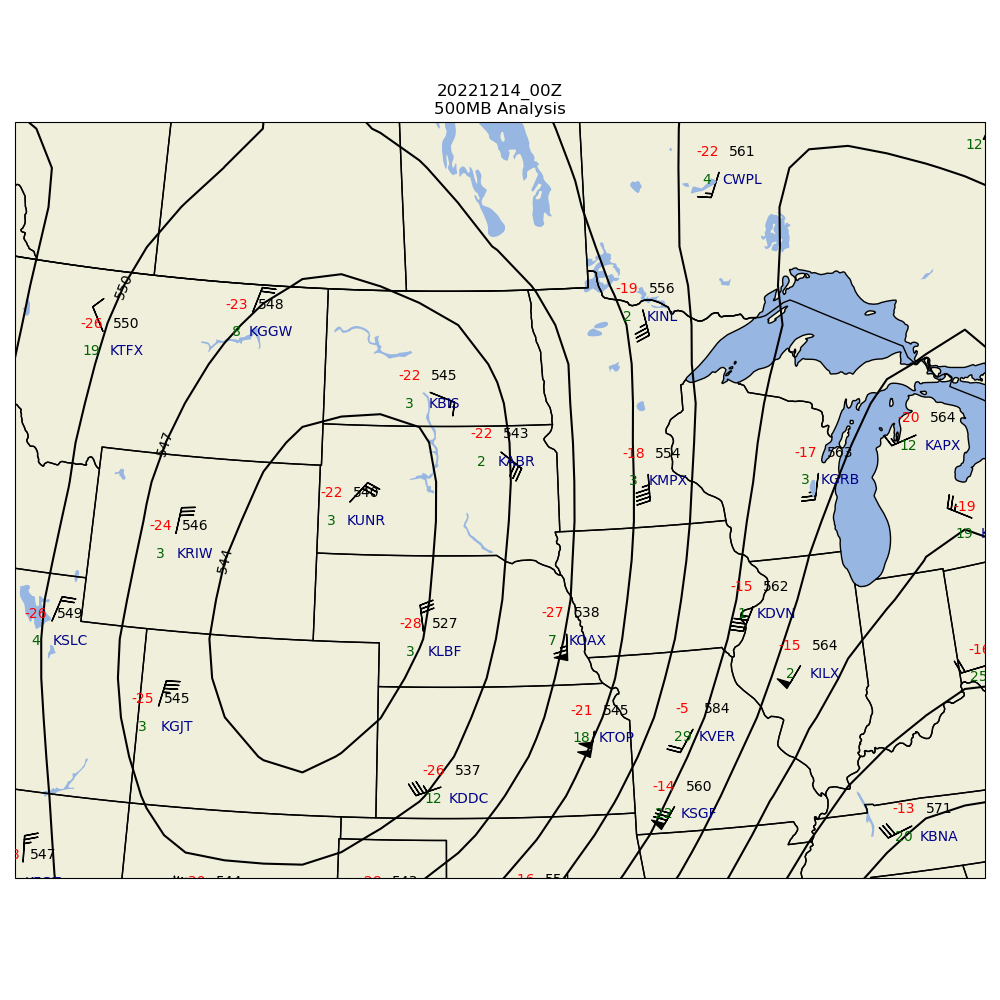 20221214_00Z
500MB Analysis
12
-22 561
4 CWPL
550
-19 556
2 KINL
-23 548
8 KGGW
-26 550
19 KTFX
-22 545
3 KBIS
20 564
12 KAPX
-22 543
2 KABR
547
-17 563
3 KGRB
-18 554
3 KMPX
-22 540
3 KUNR
-19
19
-24 546
3 KRIW
544
-15 562
1 KDVN
-26 549
4 KSLC
-28 527
3 KLBF
-27 538
7 KOAX
-15 564
2 KILX
-16
25
-25 545
3 KGJT
-21 545
18 KTOP
-5 584
29 KVER
-26 537
12 KDDC
-14 560
KSGF
-13 571
20 KBNA
547